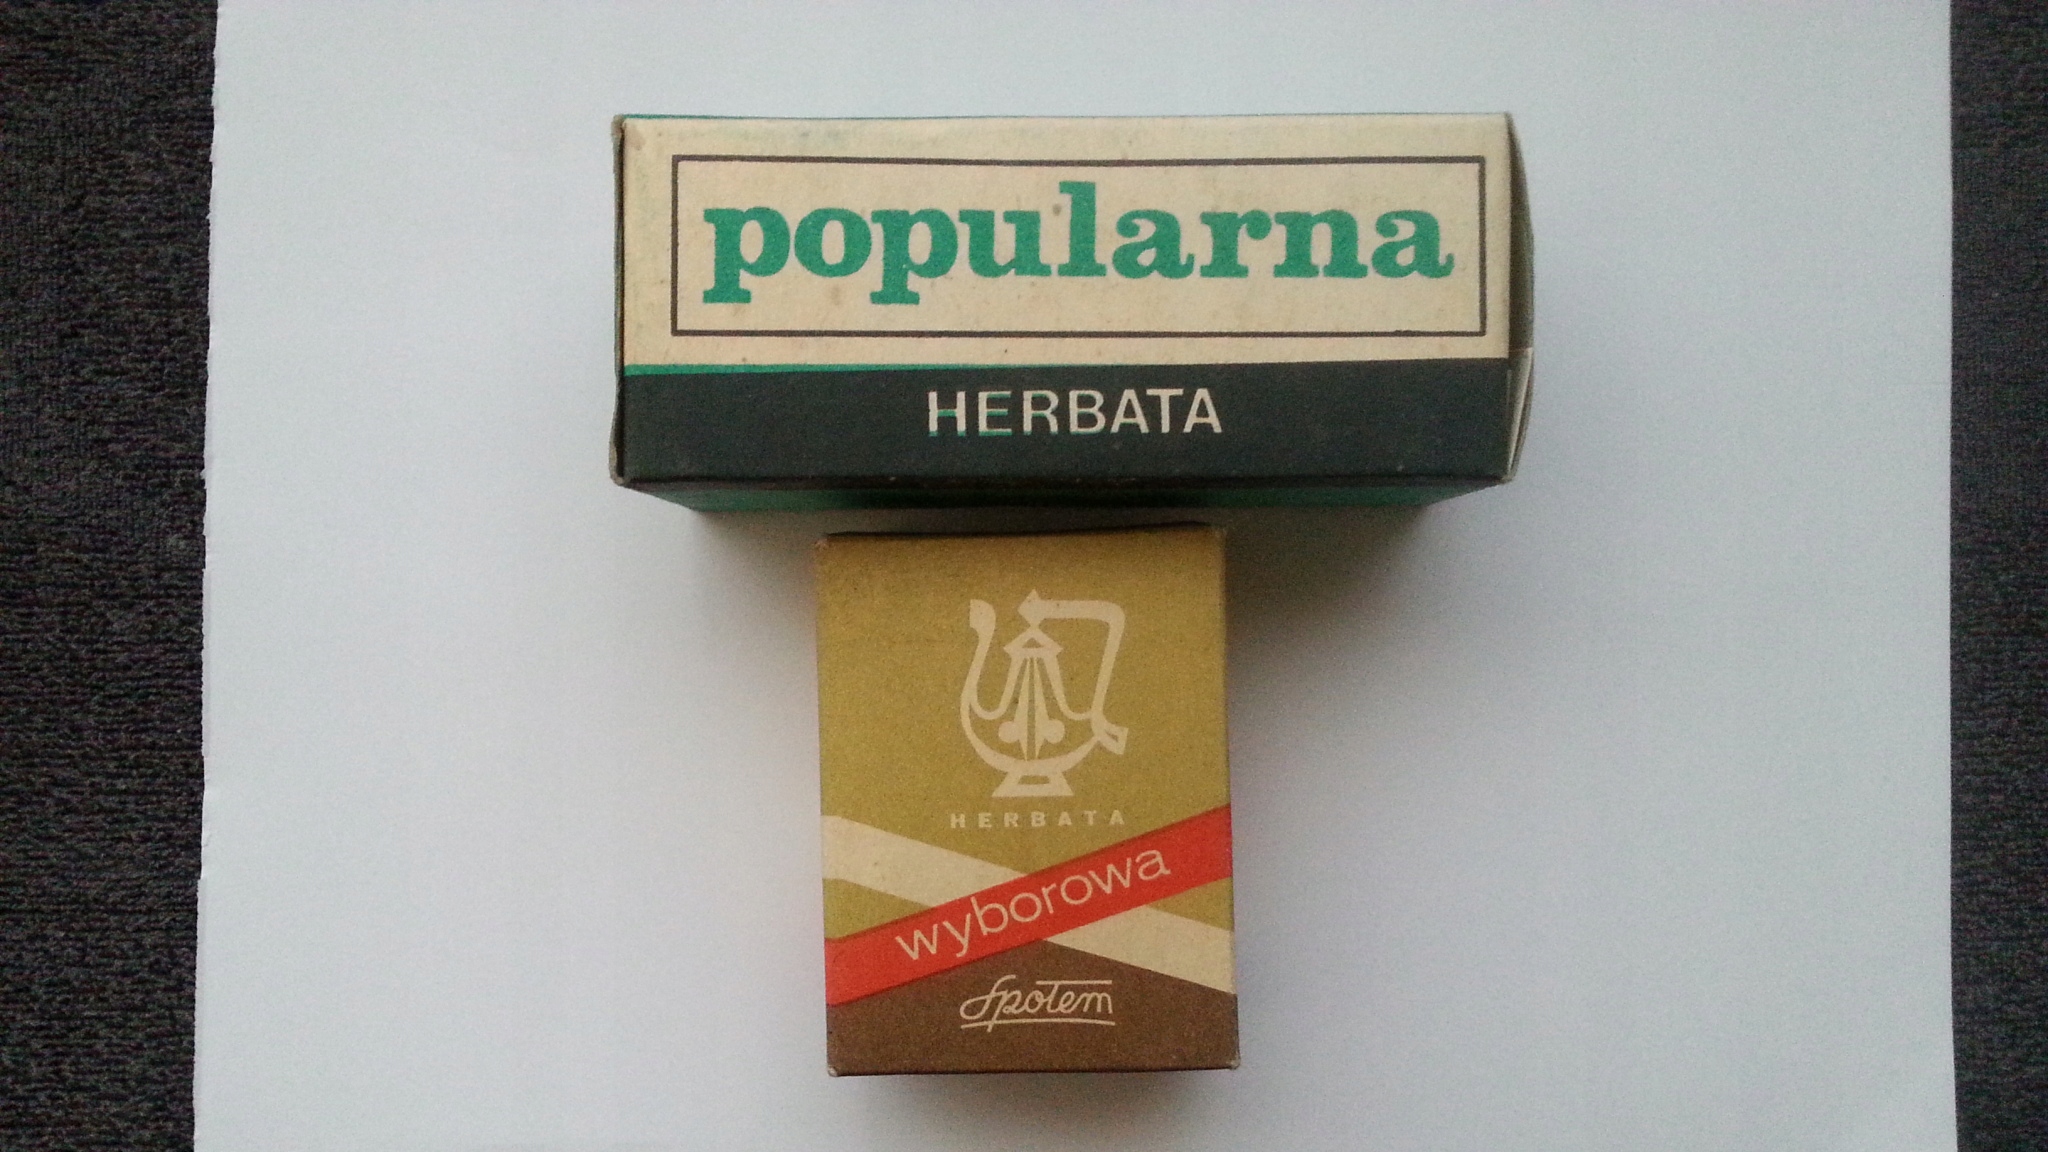 popularna
HERBATA
HERBATA
wyborowa
Społem